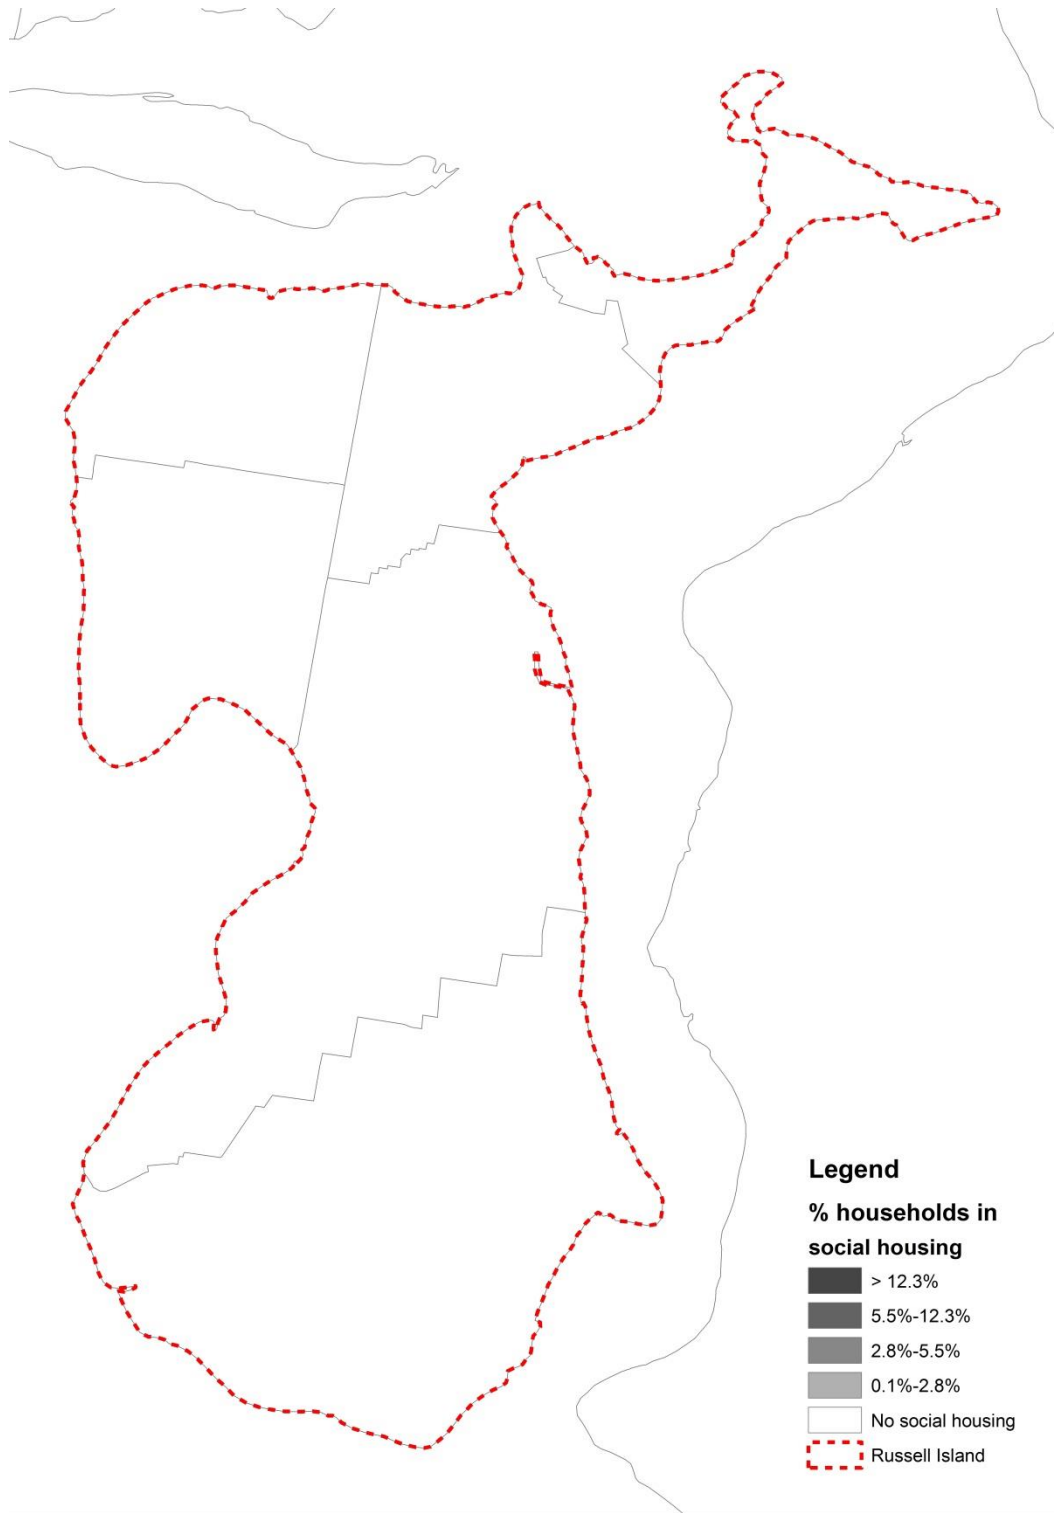 Legend
% households in
social housing
> 12.3%
5.5%-12.3%
2.8%-5.5%
0.1%-2.8%
No social housing
Russell Island